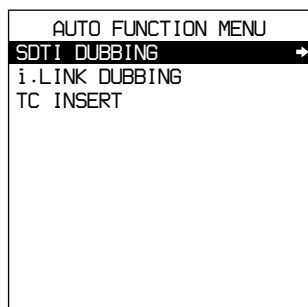 AUTO FUNCTION MENU
SDTI DUBBING
i.LINK DUBBING
TC INSERT